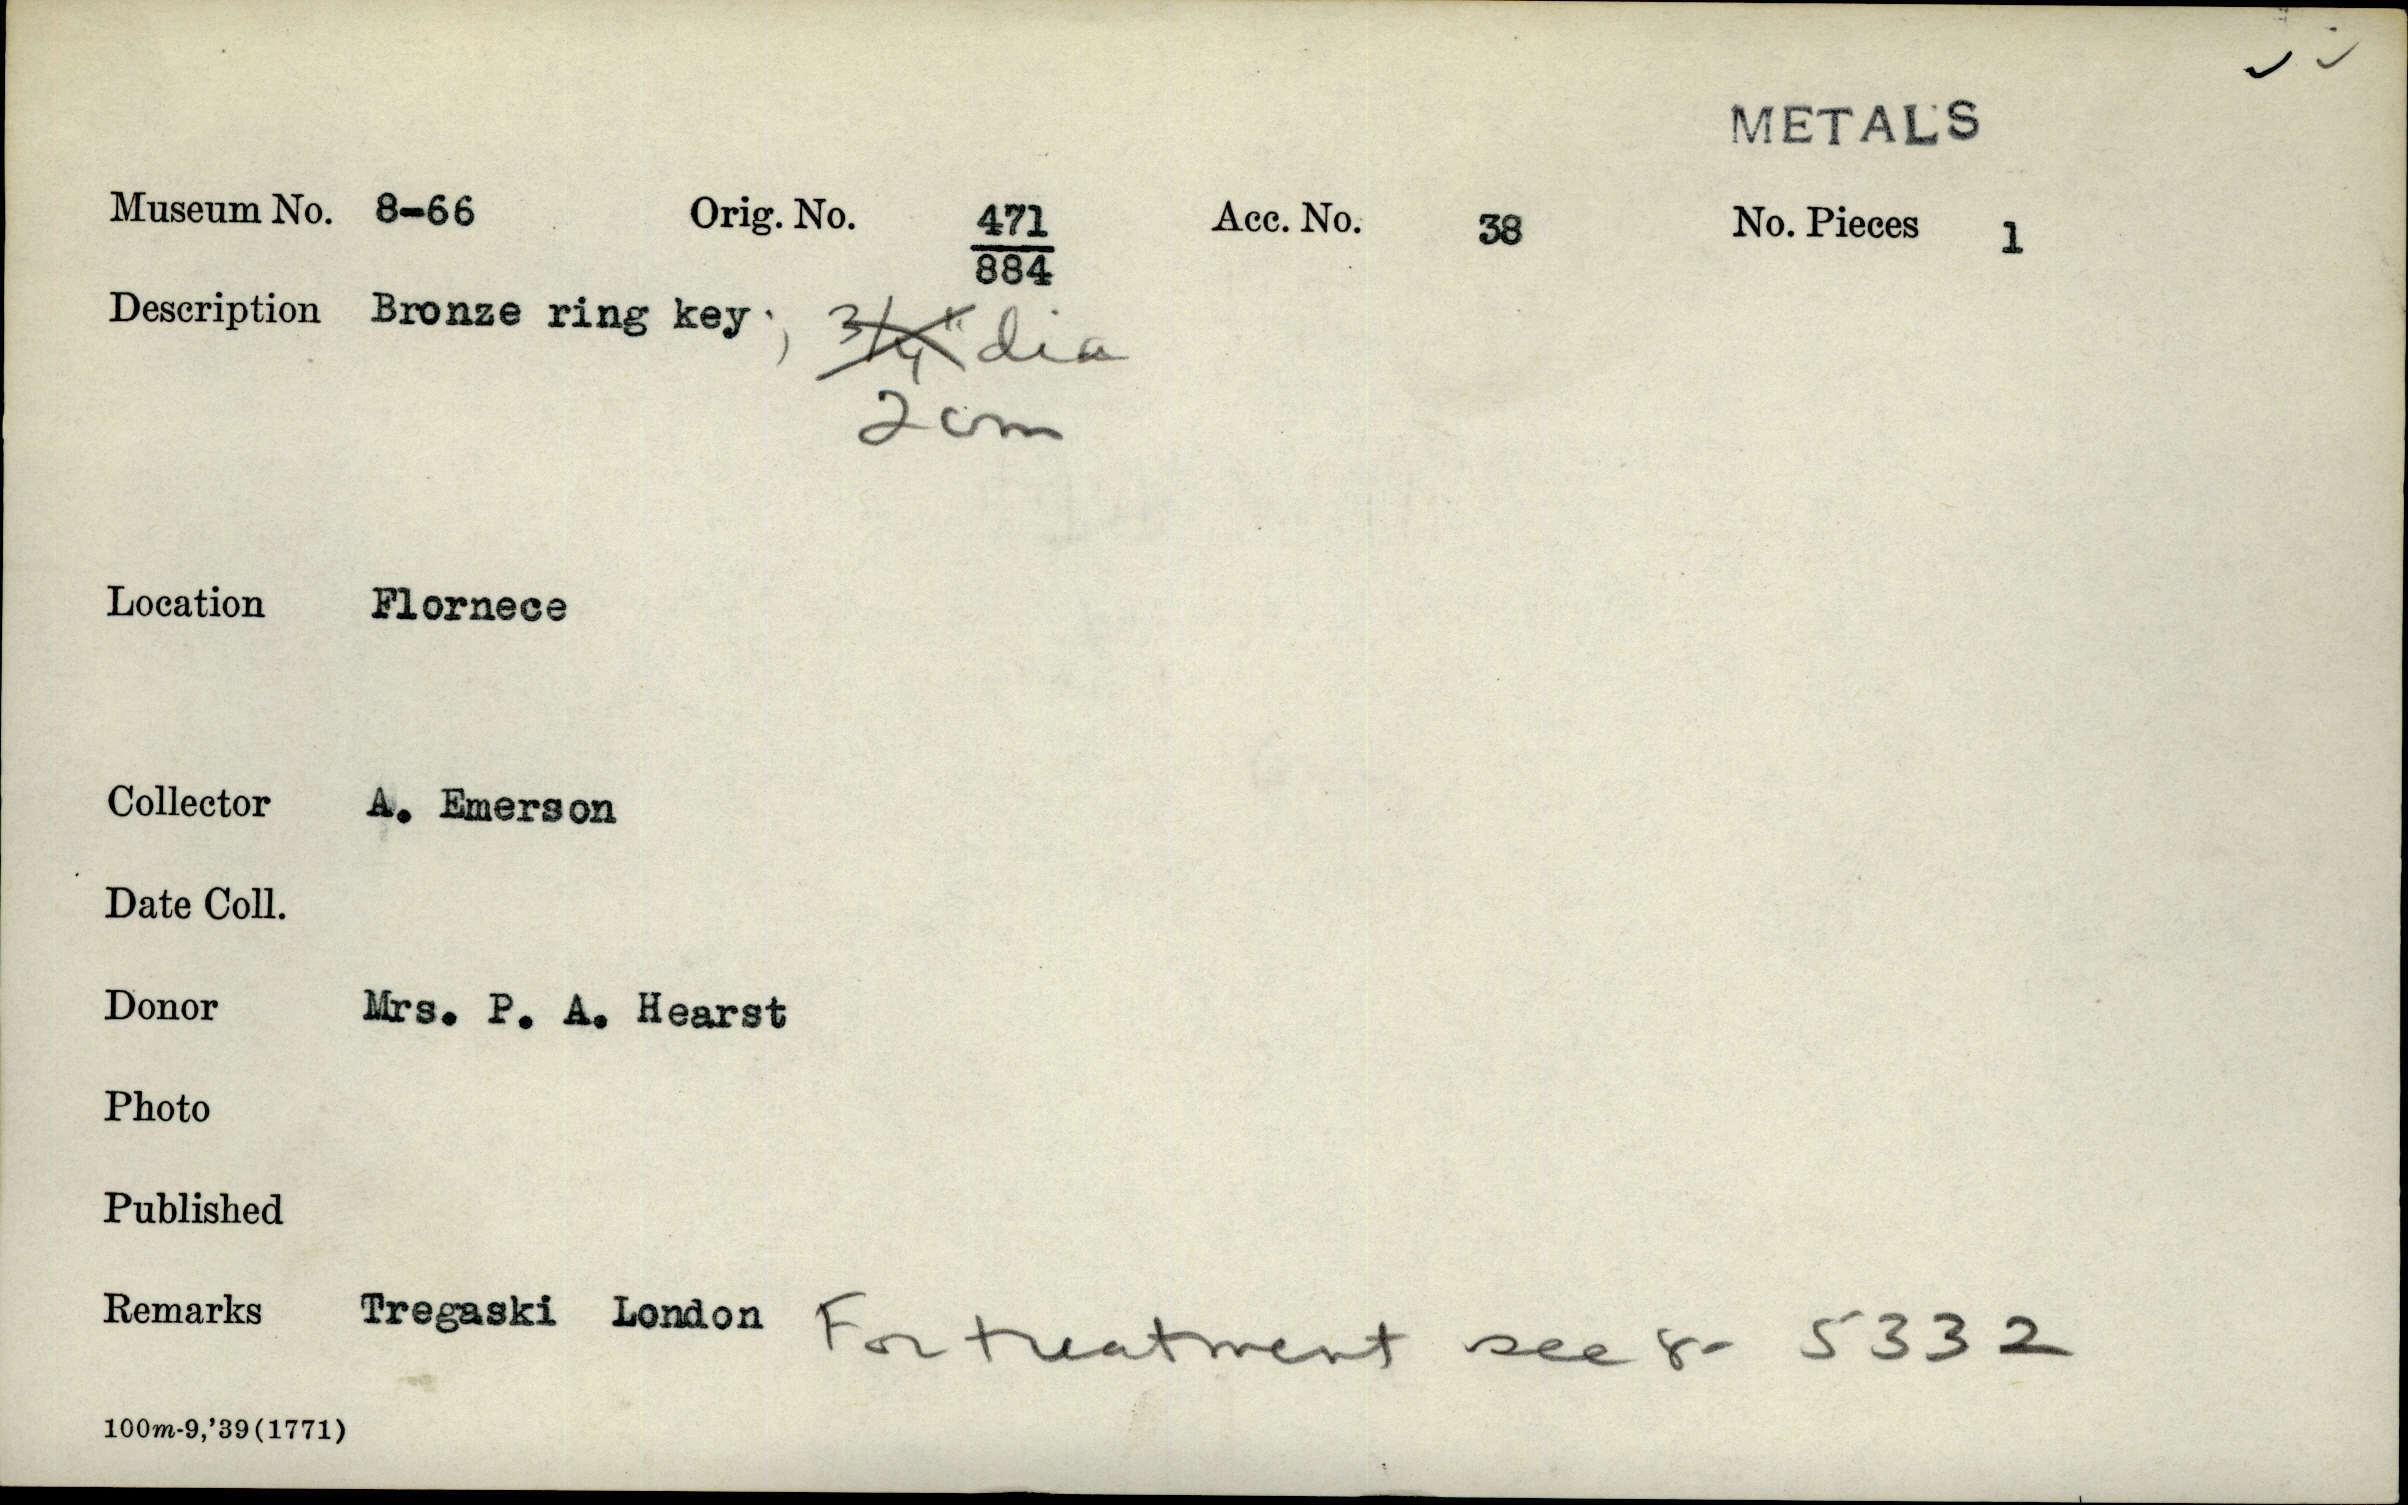 METALS
Museum No. 8-66 Orig. No. 471/884 Acc. No. 38 No. Pieces 1
Description Bronze ring key; 3/4" dia
2 cm
Location Flornece
Collector A. Emerson
Date Coll.
Donor Mrs. P. A. Hearst
Photo
Published
Remarks Tregaski London For treatment see 8- 5332
100m-9,'39(1771)